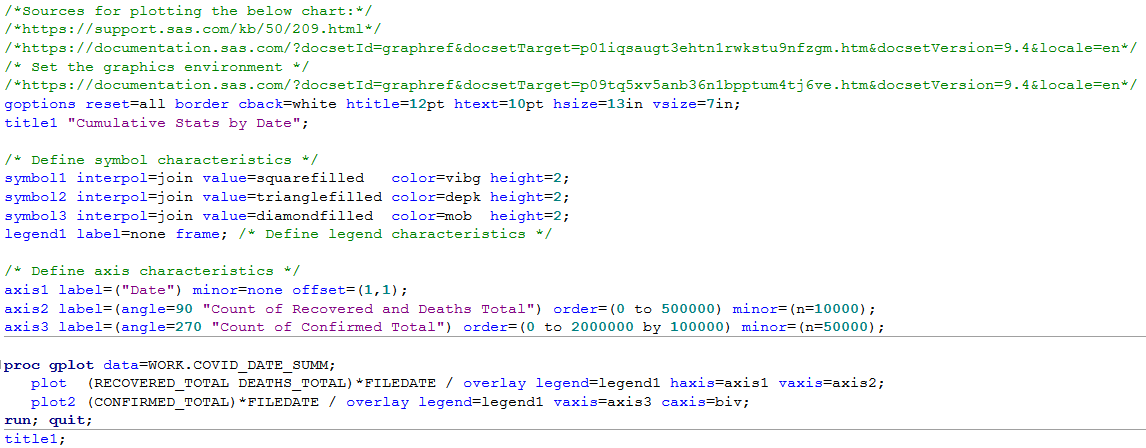 /*Sources for plotting the below chart:*/
/*https://support.sas.com/kb/50/209.html*/
/*https://documentation.sas.com/?docsetId=graphref&docsetTarget=p01iqsaugt3ehtn1rwkstu9nfzgm.htm&docsetVersion=9.4&locale=en*/
/* Set the graphics environment */
/*https://documentation.sas.com/?docsetId=graphref&docsetTarget=p09tq5xv5anb36n1bpptum4tj6ve.htm&docsetVersion=9.4&locale=en*/
goptions reset=all border cback=white htitle=12pt htext=10pt hsize=13in vsize=7in;
title1 "Cumulative Stats by Date";
/* Define symbol characteristics */
symbol1 interpol=join value=squarefilled   color=vibg height=2;
symbol2 interpol=join value=trianglefilled color=depk height=2;
symbol3 interpol=join value=diamondfilled  color=mob  height=2;
legend1 label=none frame; /* Define legend characteristics */
/* Define axis characteristics */
axis1 label=("Date") minor=none offset=(1,1);
axis2 label=(angle=90 "Count of Recovered and Deaths Total") order=(0 to 500000) minor=(n=10000);
axis3 label=(angle=270 "Count of Confirmed Total") order=(0 to 2000000 by 100000) minor=(n=50000);
proc gplot data=WORK.COVID_DATE_SUMM;
   plot  (RECOVERED_TOTAL DEATHS_TOTAL)*FILEDATE / overlay legend=legend1 haxis=axis1 vaxis=axis2;
   plot2 (CONFIRMED_TOTAL)*FILEDATE / overlay legend=legend1 vaxis=axis3 caxis=biv;
run; quit;
title1;